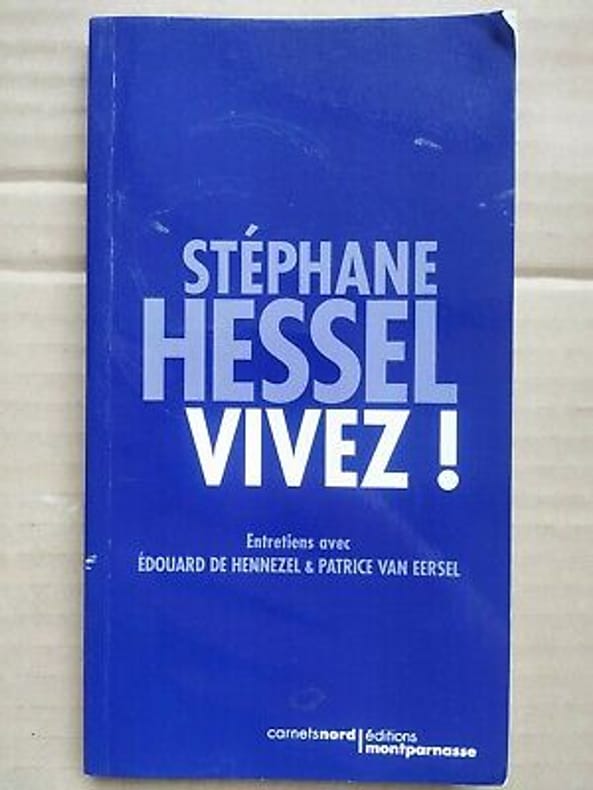 STÉPHANE
HESSEL
VIVEZ !
Entretiens avec
ÉDOUARD DE HENNEZEL & PATRICE VAN EERSEL
carnetsnord | éditions
montparnasse